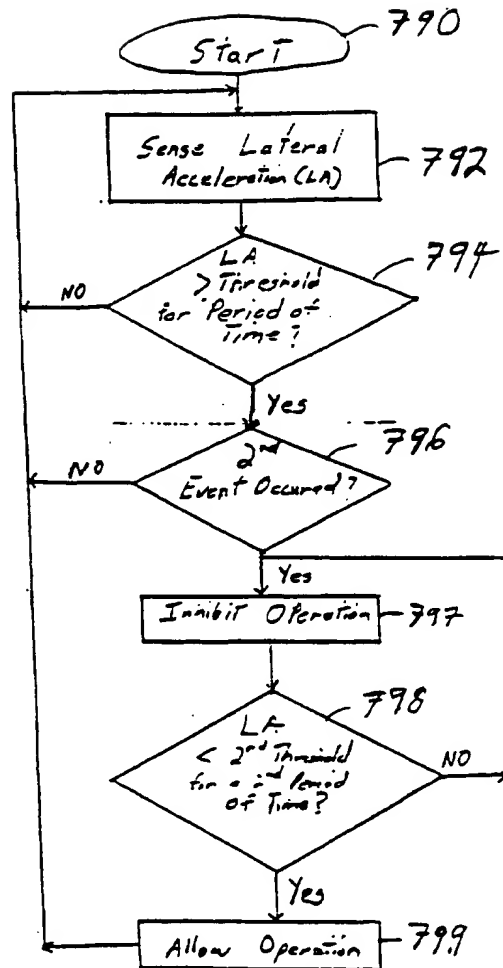 Start
790
Sense Lateral
Acceleration (LA)
792
LA
> Threshold
for Period of
Time?
794
NO
Yes
2nd
Event Occured?
796
NO
Yes
Inhibit Operation
797
LA
< 2nd Threshold
for a 2nd Period
of Time?
798
NO
Yes
Allow Operation
799